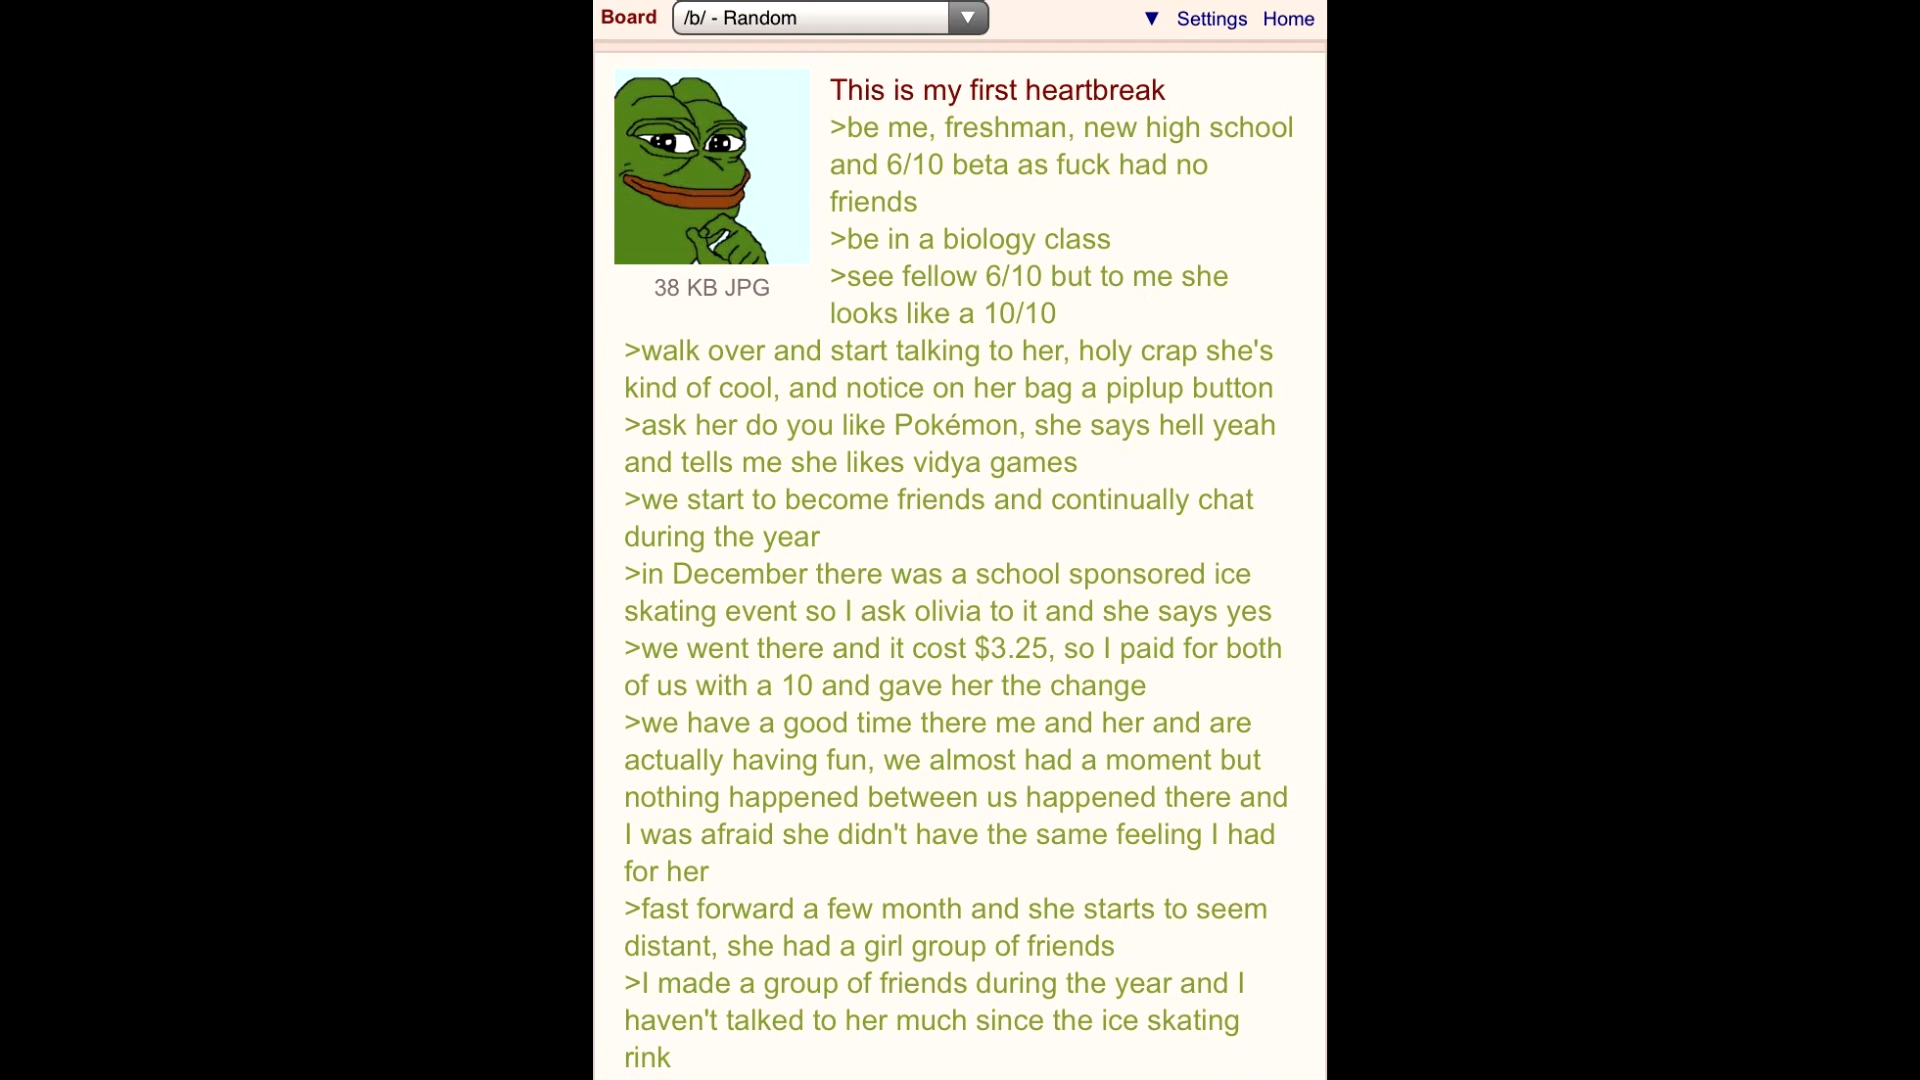 Board /b/ - Random ▼ ▼ Settings Home
This is my first heartbreak
>be me, freshman, new high school
and 6/10 beta as fuck had no
friends
>be in a biology class
>see fellow 6/10 but to me she
38 KB JPG
looks like a 10/10
>walk over and start talking to her, holy crap she's
kind of cool, and notice on her bag a piplup button
>ask her do you like Pokémon, she says hell yeah
and tells me she likes vidya games
>we start to become friends and continually chat
during the year
>in December there was a school sponsored ice
skating event so I ask olivia to it and she says yes
>we went there and it cost $3.25, so I paid for both
of us with a 10 and gave her the change
>we have a good time there me and her and are
actually having fun, we almost had a moment but
nothing happened between us happened there and
I was afraid she didn't have the same feeling I had
for her
>fast forward a few month and she starts to seem
distant, she had a girl group of friends
>I made a group of friends during the year and I
haven't talked to her much since the ice skating
rink